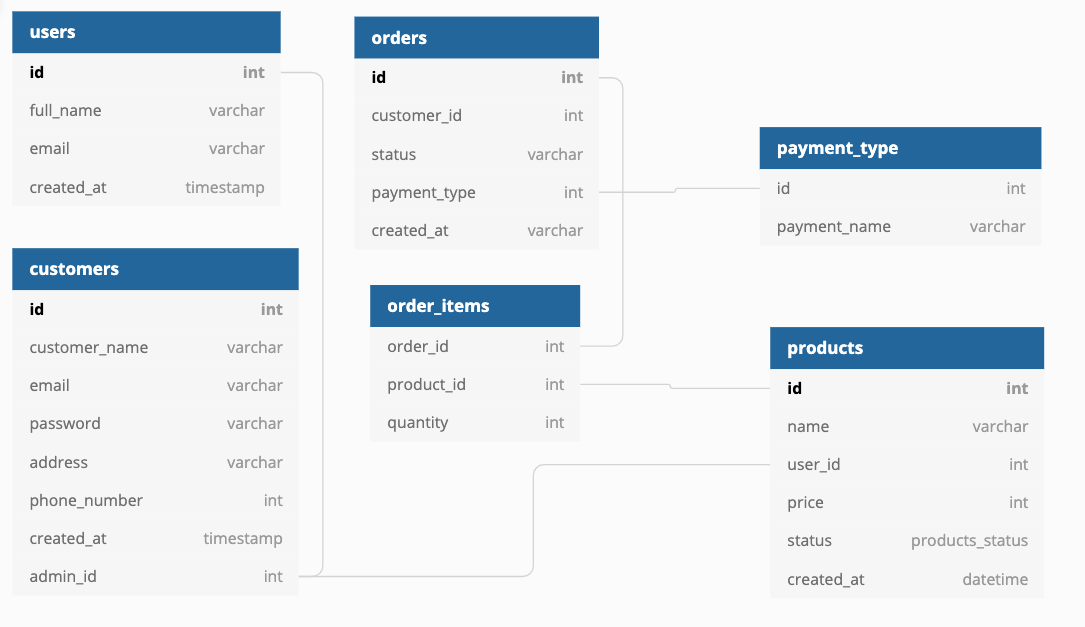 users
id int
full_name varchar
email varchar
created_at timestamp
customers
id int
customer_name varchar
email varchar
password varchar
address varchar
phone_number int
created_at timestamp
admin_id int
orders
id int
customer_id int
status varchar
payment_type int
created_at varchar
order_items
order_id int
product_id int
quantity int
payment_type
id int
payment_name varchar
products
id int
name varchar
user_id int
price int
status products_status
created_at datetime